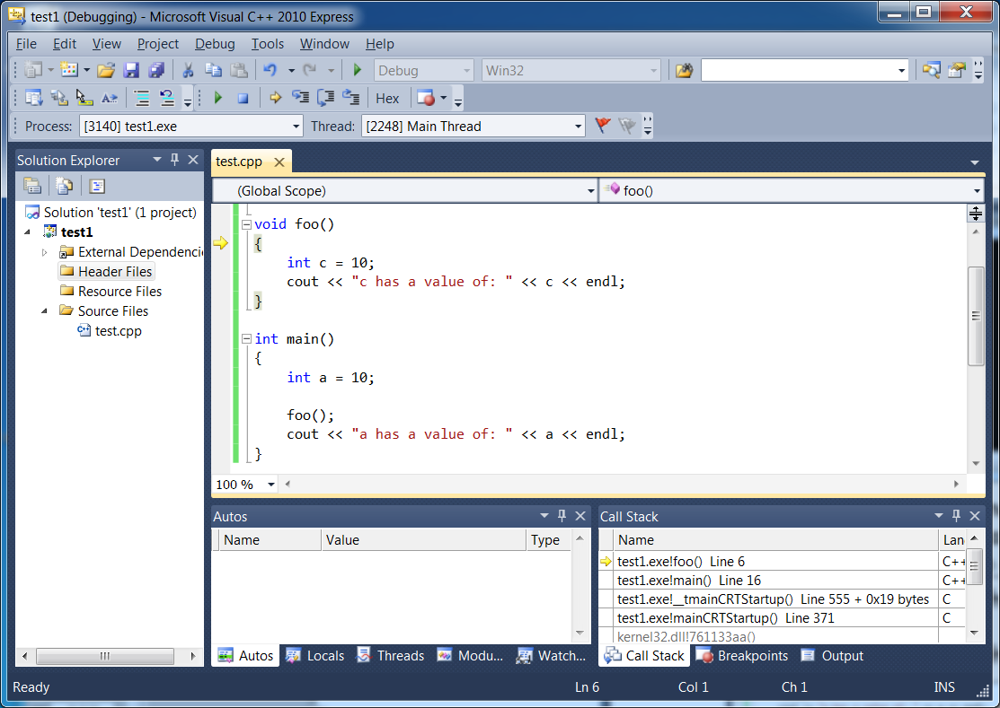 test1 (Debugging) - Microsoft Visual C++ 2010 Express
File Edit View Project Debug Tools Window Help
Debug Win32
Hex
Process: [3140] test1.exe Thread: [2248] Main Thread
Solution Explorer
Solution 'test1' (1 project)
test1
External Dependenci
Header Files
Resource Files
Source Files
test.cpp
test.cpp
(Global Scope) foo()
void foo()
{
int c = 10;
cout << "c has a value of: " << c << endl;
}
int main()
{
int a = 10;
foo();
cout << "a has a value of: " << a << endl;
}
100 %
Autos
Name Value Type
Autos Locals Threads Modu... Watch...
Call Stack
Name Lan
test1.exe!foo() Line 6 C++
test1.exe!main() Line 16 C++
test1.exe!__tmainCRTStartup() Line 555 + 0x19 bytes C
test1.exe!mainCRTStartup() Line 371 C
kernel32.dll!761133aa()
Call Stack Breakpoints Output
Ready Ln 6 Col 1 Ch 1 INS